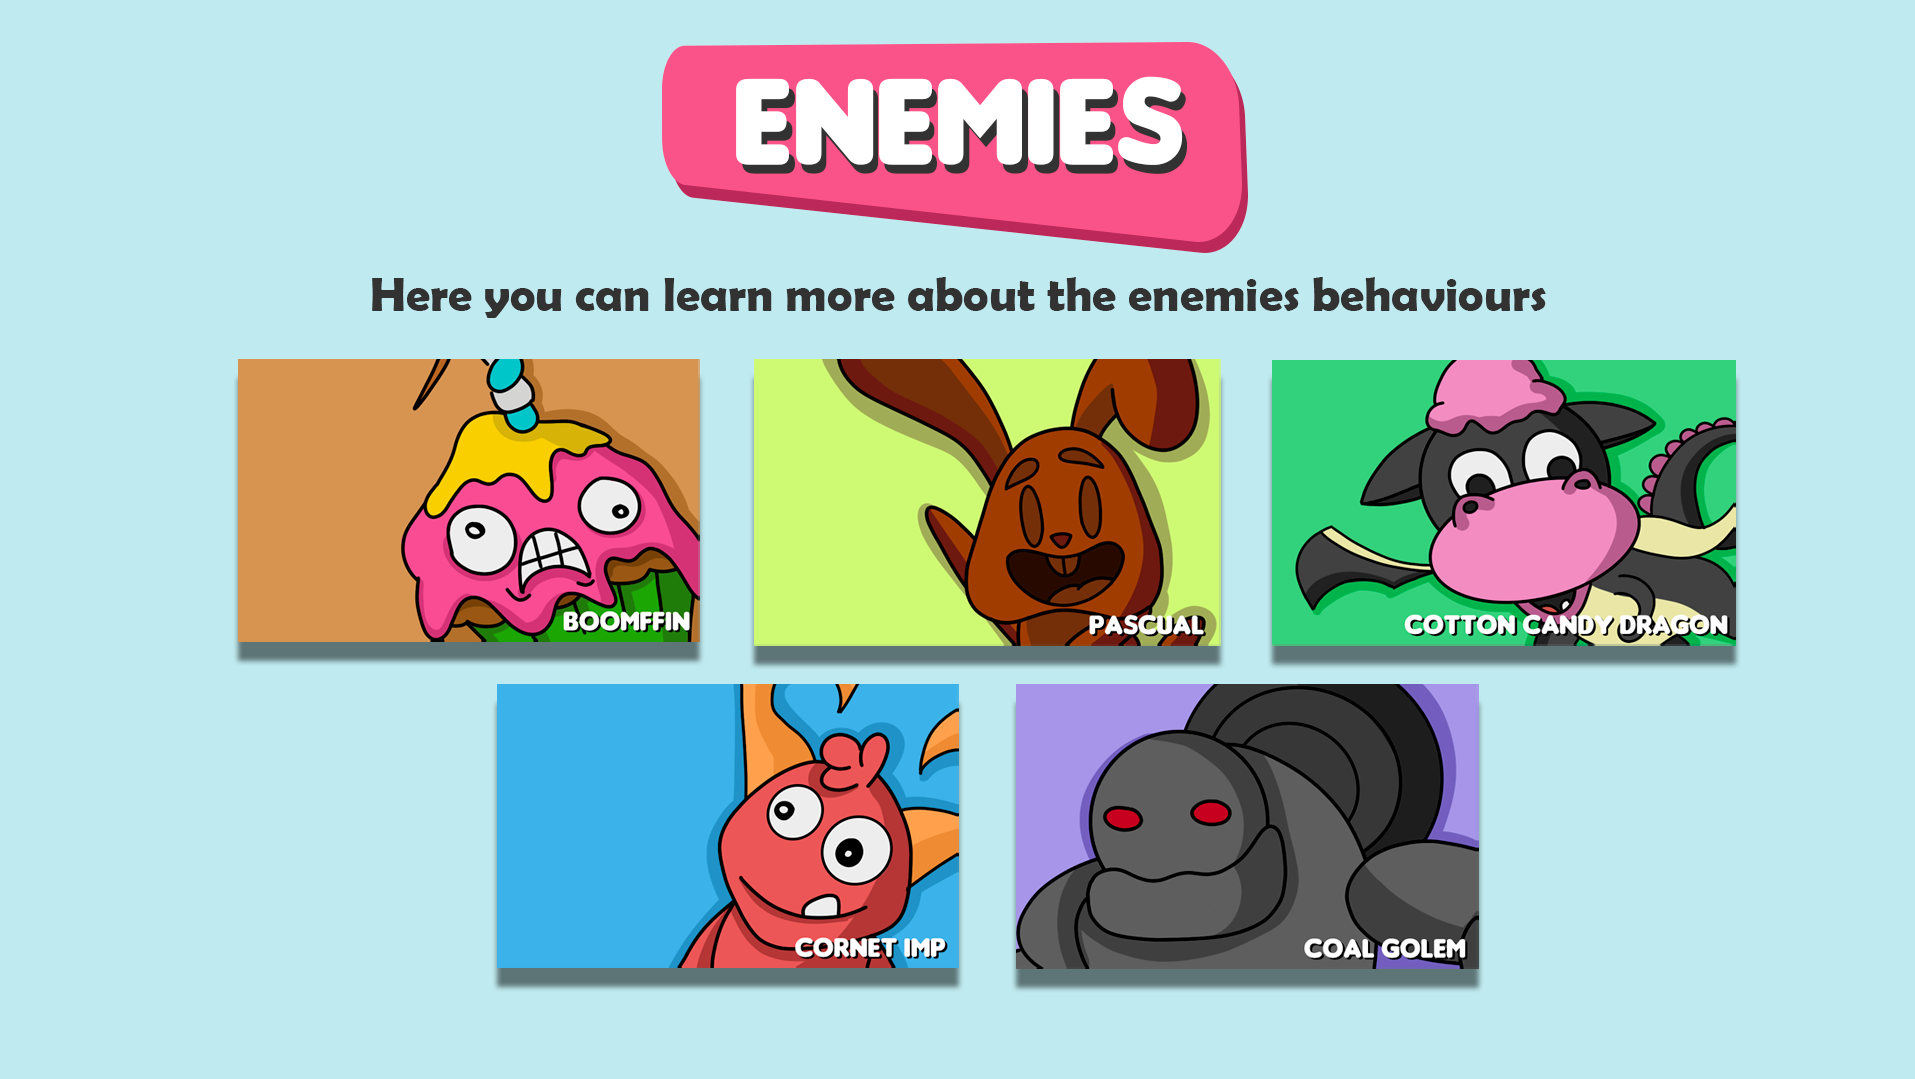 ENEMIES
Here you can learn more about the enemies behaviours
BOOMFFIN
PASCUAL
COTTON CANDY DRAGON
CORNET IMP
COAL GOLEM